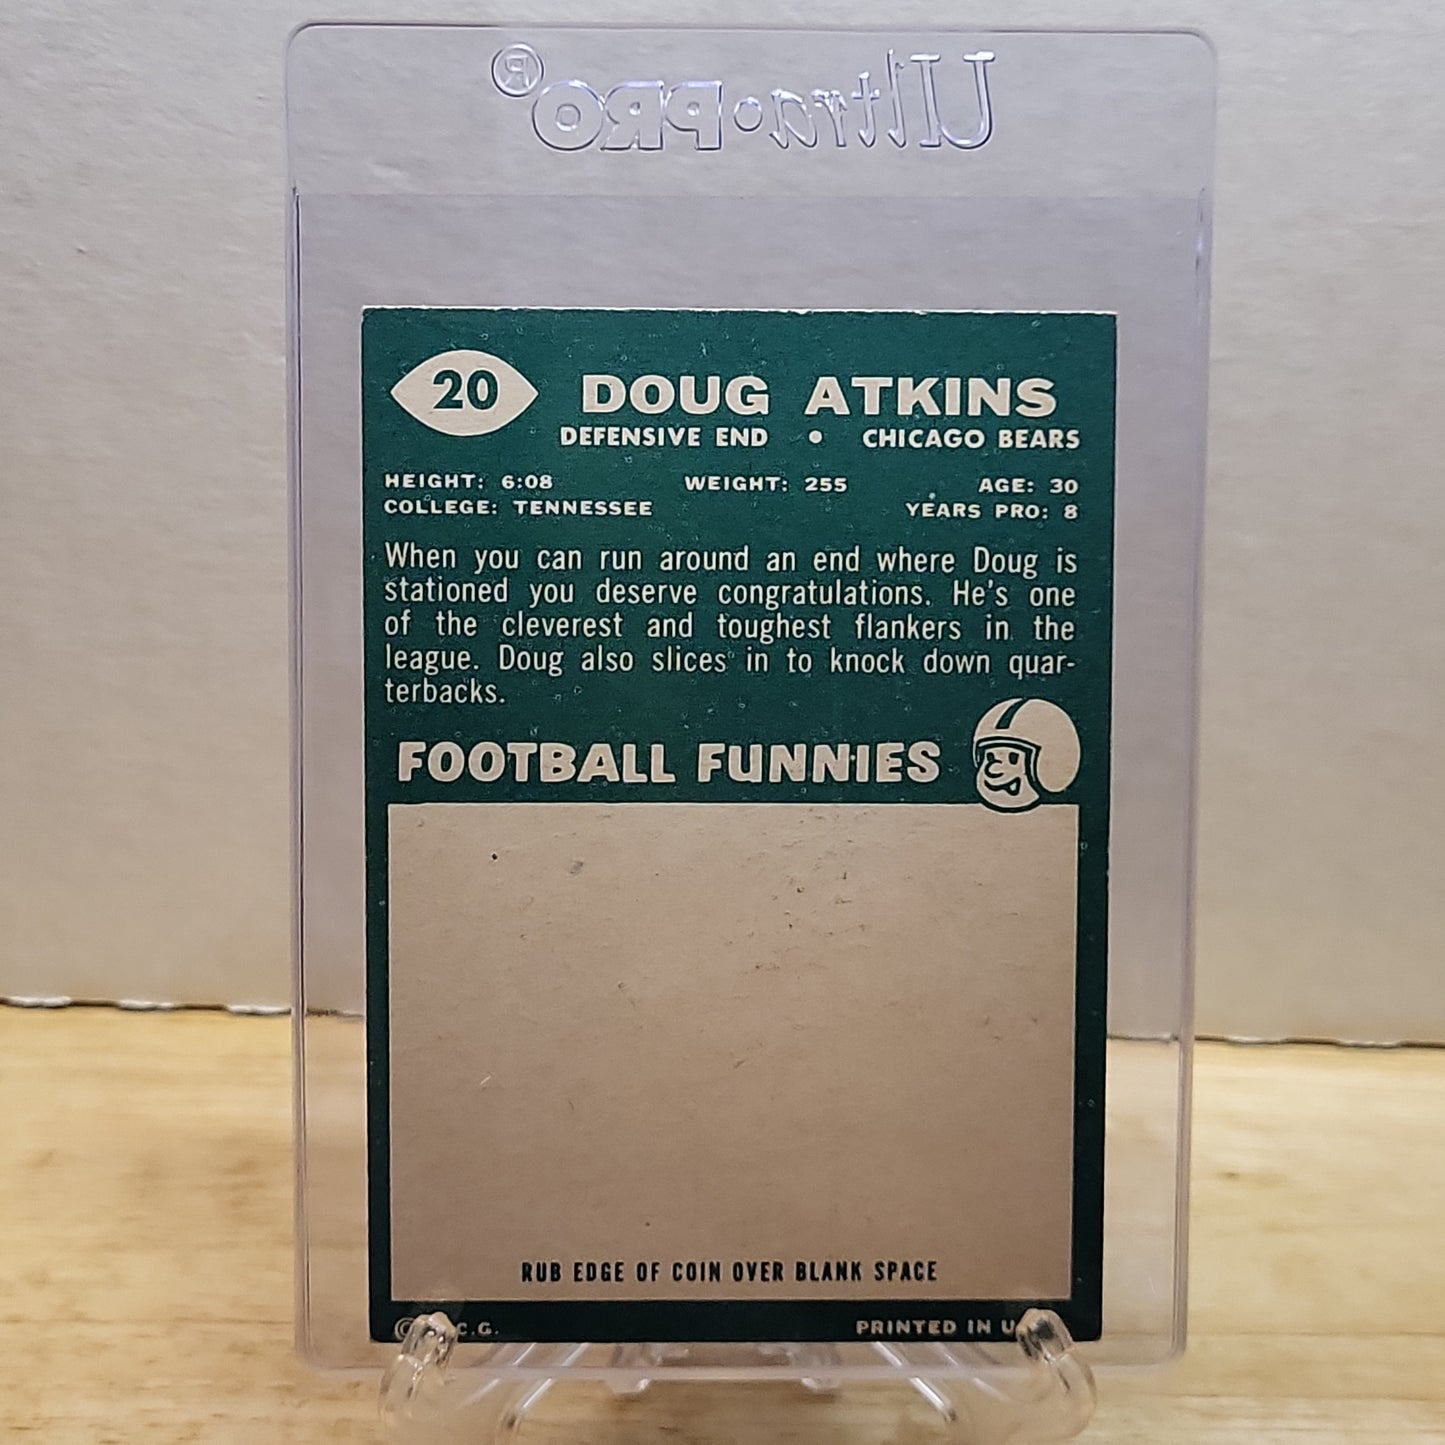 Ultra•PRO®
20 DOUG ATKINS
DEFENSIVE END • CHICAGO BEARS
HEIGHT: 6:08 WEIGHT: 255 AGE: 30
COLLEGE: TENNESSEE YEARS PRO: 8
When you can run around an end where Doug is
stationed you deserve congratulations. He's one
of the cleverest and toughest flankers in the
league. Doug also slices in to knock down quar-
terbacks.
FOOTBALL FUNNIES
RUB EDGE OF COIN OVER BLANK SPACE
© C.G. PRINTED IN U